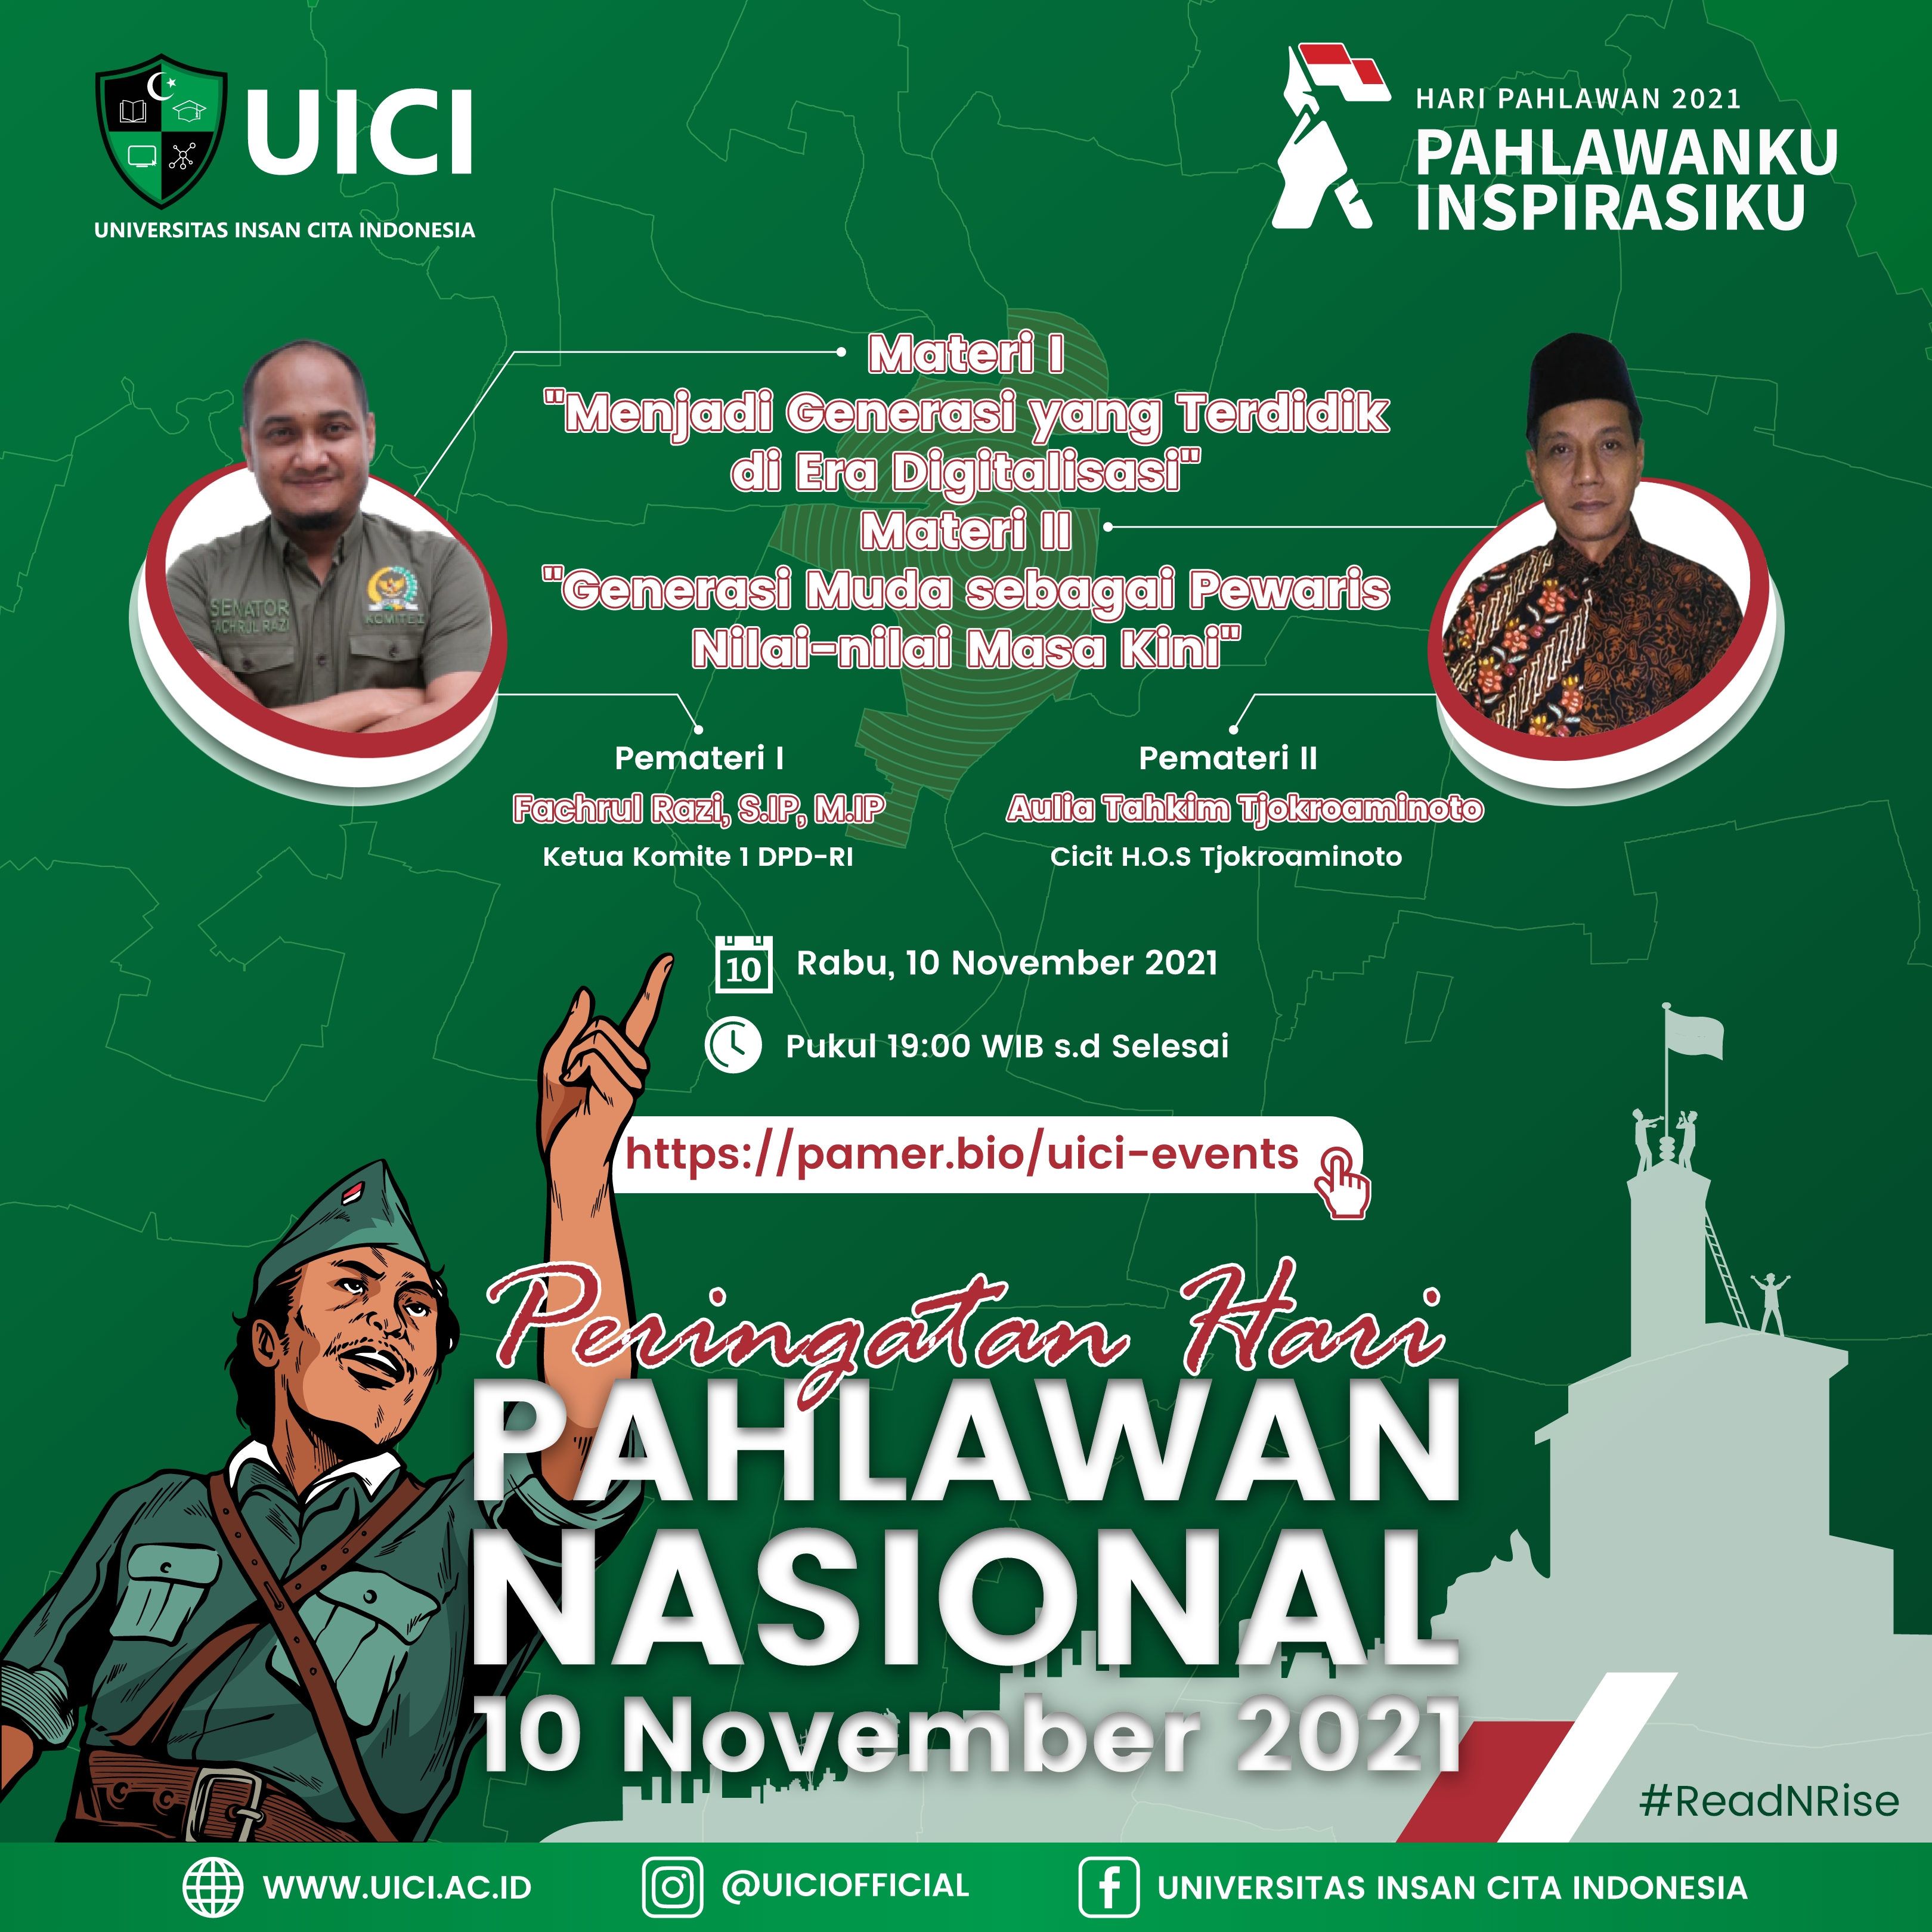 UICI
UNIVERSITAS INSAN CITA INDONESIA
HARI PAHLAWAN 2021
PAHLAWANKU
INSPIRASIKU
Materi I
"Menjadi Generasi yang Terdidik
di Era Digitalisasi"
Materi II
"Generasi Muda sebagai Pewaris
Nilai-nilai Masa Kini"
SENATOR
FACHRUL RAZI
KOMITE I
Pemateri I
Fachrul Razi, S.IP, M.IP
Ketua Komite 1 DPD-RI
Pemateri II
Aulia Tahkim Tjokroaminoto
Cicit H.O.S Tjokroaminoto
10
Rabu, 10 November 2021
Pukul 19:00 WIB s.d Selesai
https://pamer.bio/uici-events
Peringatan Hari
PAHLAWAN
NASIONAL
10 November 2021
#ReadNRise
WWW.UICI.AC.ID
@UICIOFFICIAL
UNIVERSITAS INSAN CITA INDONESIA